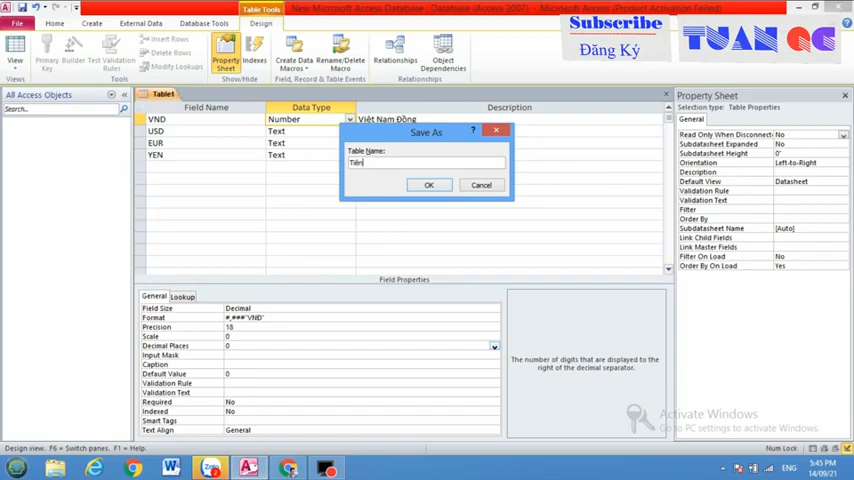 New Microsoft Access Database : Database (Access 2007) - Microsoft Access (Product Activation Failed)
Table Tools
File
Home
Create
External Data
Database Tools
Design
Subscribe
Đăng Ký
TUAN QG
View
Primary Key
Builder
Test Validation Rules
Insert Rows
Delete Rows
Modify Lookups
Property Sheet
Indexes
Create Data Macros
Rename/Delete Macro
Relationships
Object Dependencies
Views
Tools
Show/Hide
Field, Record & Table Events
Relationships
All Access Objects
Search...
Table1
Field Name
Data Type
Description
VND
Number
Việt Nam Đồng
USD
Text
EUR
Text
YEN
Text
Save As
?
Table Name:
Tiên
OK
Cancel
Property Sheet
Selection type: Table Properties
General
Read Only When Disconnect No
Subdatasheet Expanded No
Subdatasheet Height 0"
Orientation Left-to-Right
Description
Default View Datasheet
Validation Rule
Validation Text
Filter
Order By
Subdatasheet Name [Auto]
Link Child Fields
Link Master Fields
Filter On Load No
Order By On Load Yes
Field Properties
General
Lookup
Field Size Decimal
Format #,###"VND"
Precision 18
Scale 0
Decimal Places 0
Input Mask
Caption
Default Value 0
Validation Rule
Validation Text
Required No
Indexed No
Smart Tags
Text Align General
The number of digits that are displayed to the right of the decimal separator.
Activate Windows
Go to PC settings to activate Windows.
Design view. F6 = Switch panes. F1 = Help.
Num Lock
Zalo
2
ENG
5:45 PM
14/09/21